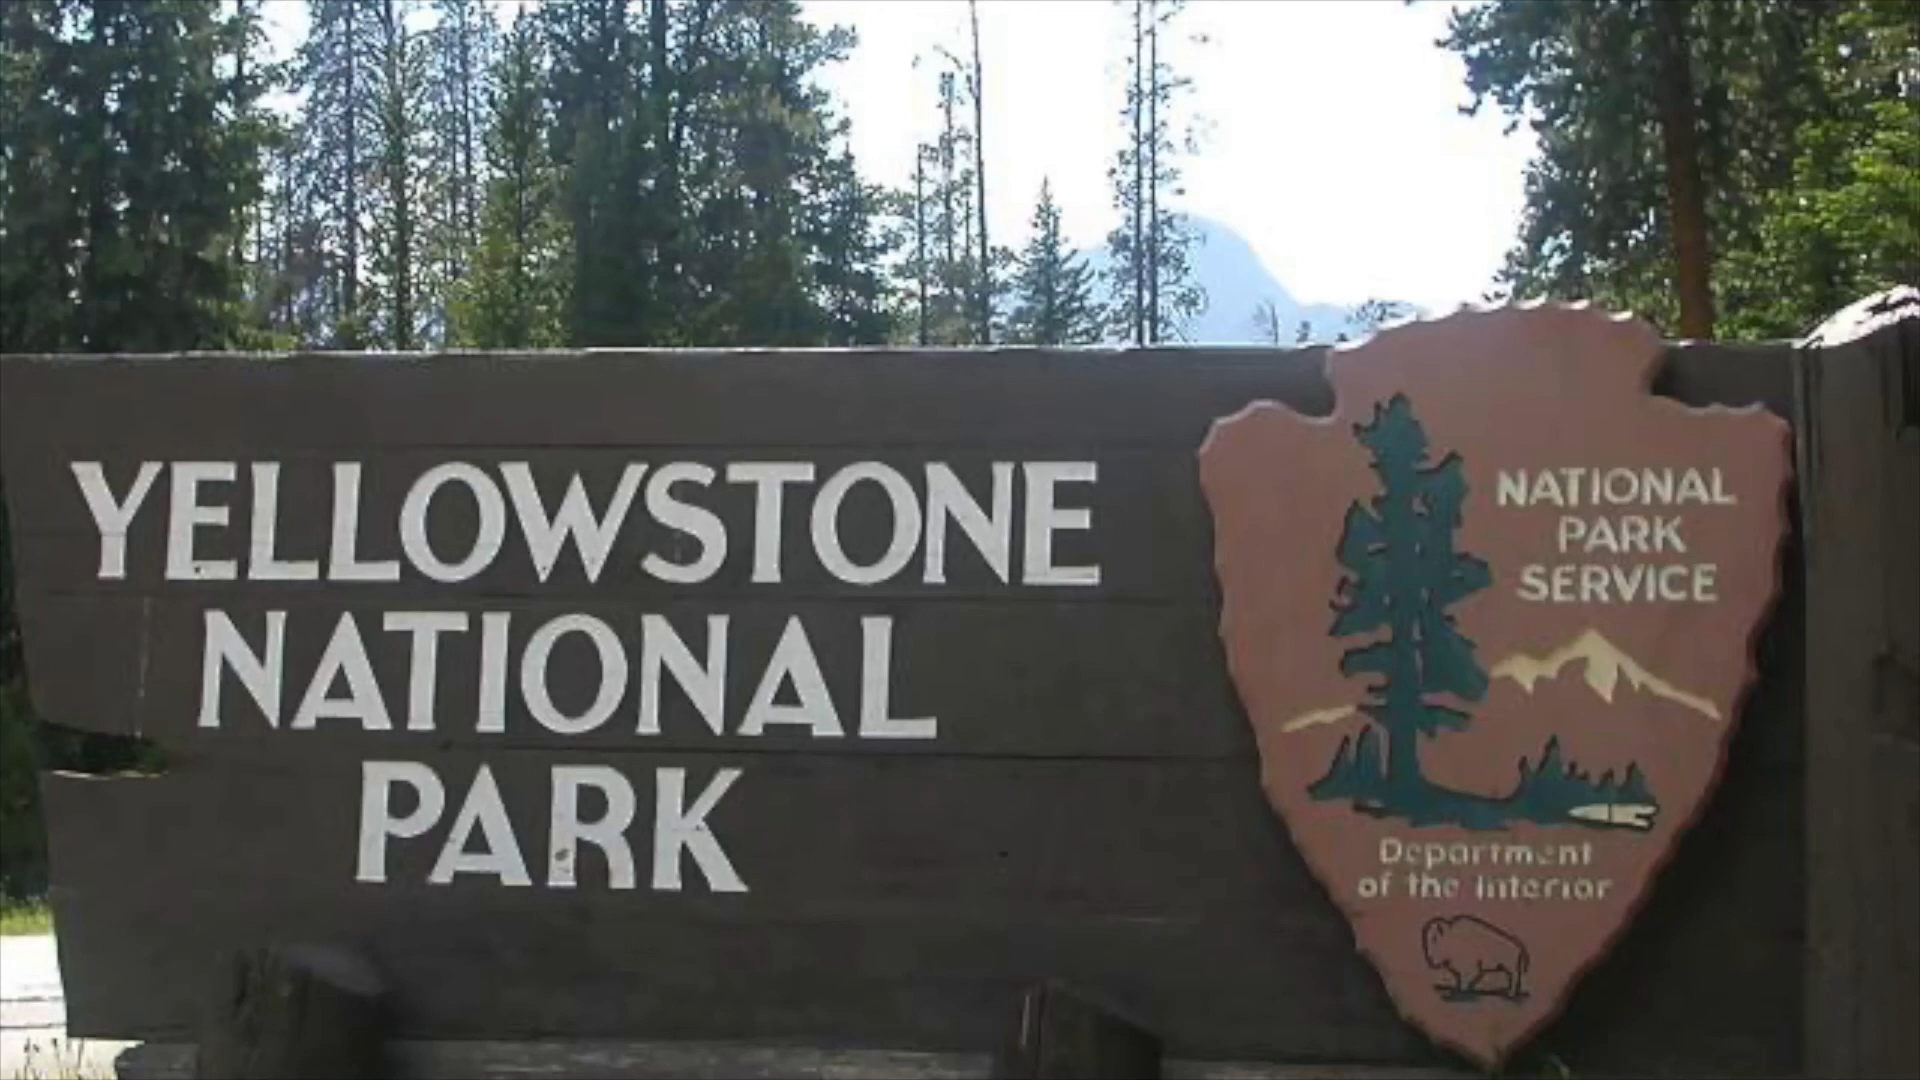 YELLOWSTONE
NATIONAL
PARK
NATIONAL
PARK
SERVICE
Department
of the Interior